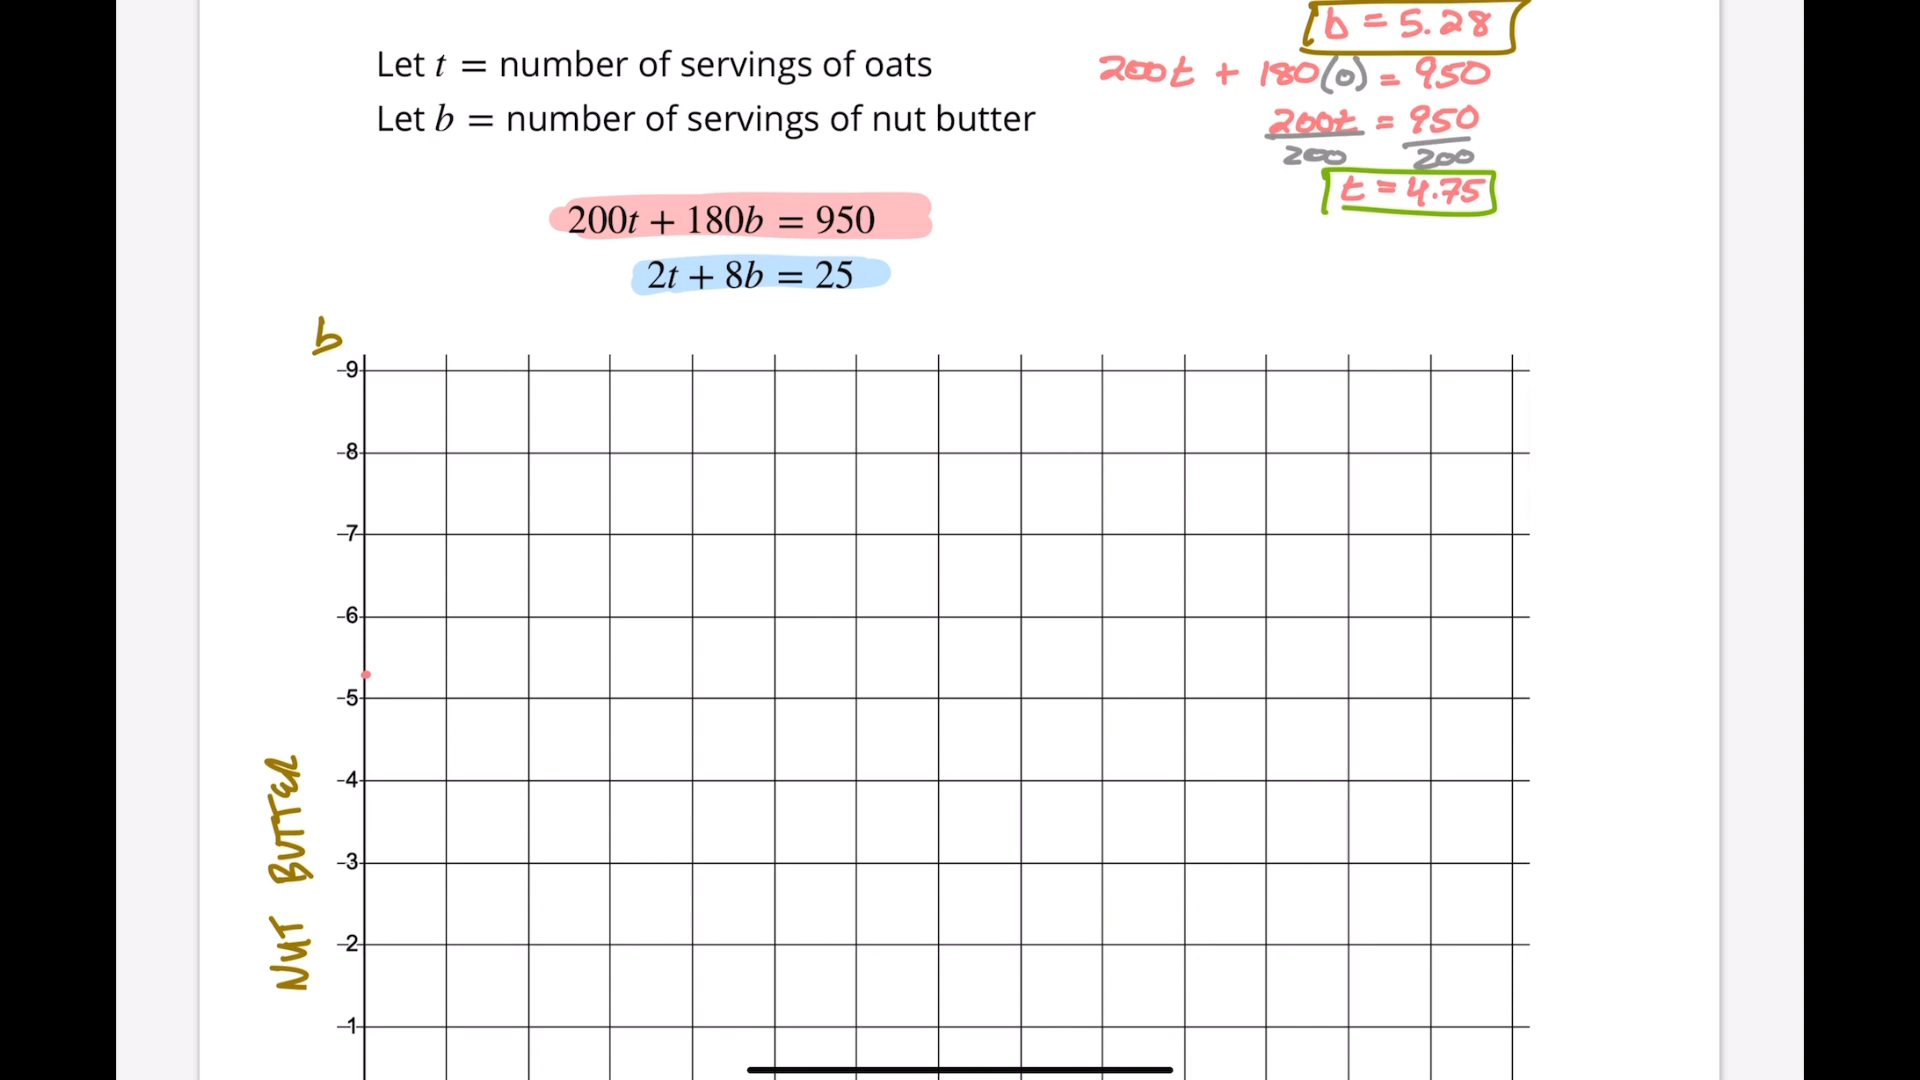 b = 5.28
Let t = number of servings of oats
200t + 180(0) = 950
Let b = number of servings of nut butter
200t = 950
200 200
t = 4.75
200t + 180b = 950
2t + 8b = 25
b
9
8
7
6
5
4
3
2
1
NUT BUTTER